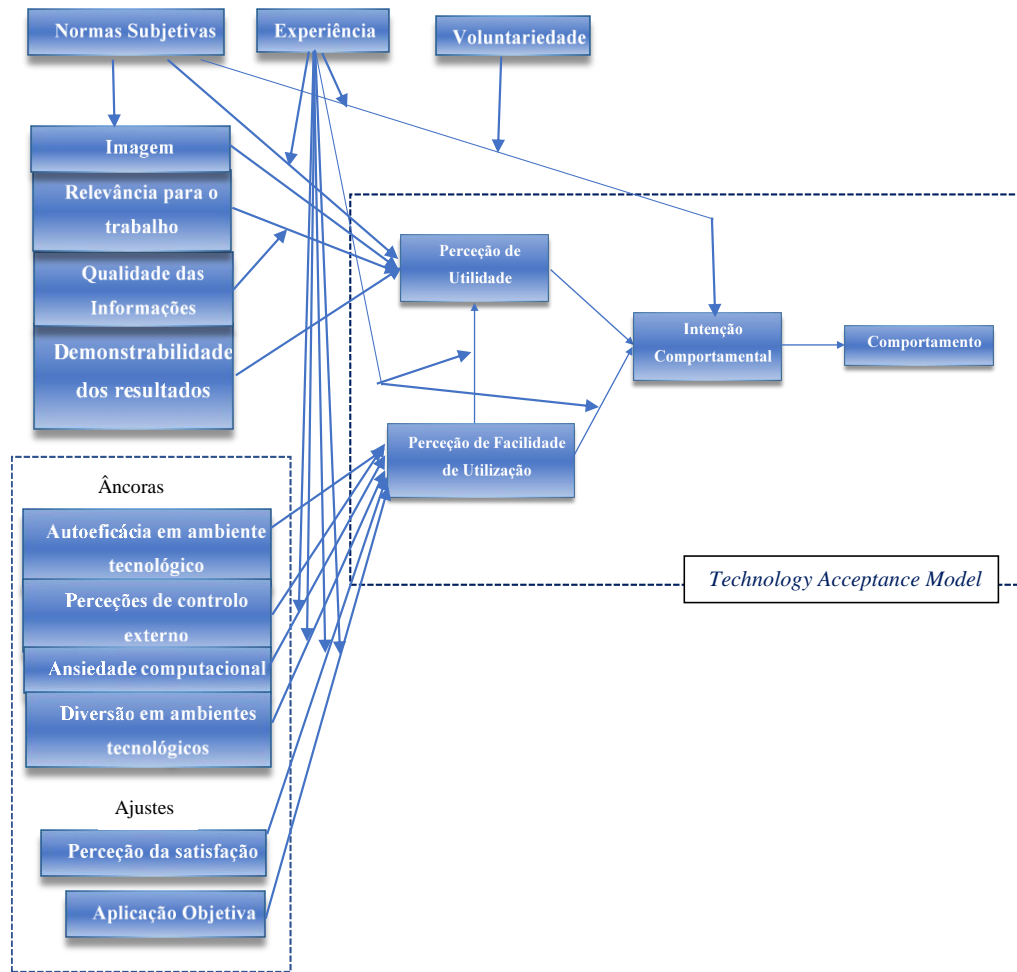 Normas Subjetivas
Experiência
Voluntariedade
Imagem
Relevância para o
trabalho
Qualidade das
Informações
Demonstrabilidade
dos resultados
Perceção de
Utilidade
Intenção
Comportamental
Comportamento
Perceção de Facilidade
de Utilização
Âncoras
Autoeficácia em ambiente
tecnológico
Perceções de controlo
externo
Ansiedade computacional
Diversão em ambientes
tecnológicos
Technology Acceptance Model
Ajustes
Perceção da satisfação
Aplicação Objetiva